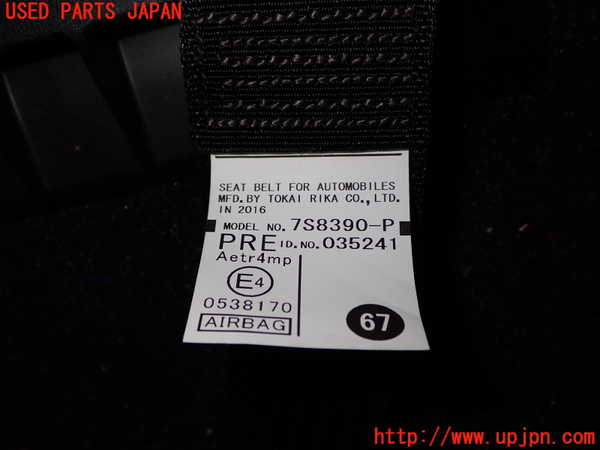 USED PARTS JAPAN
SEAT BELT FOR AUTOMOBILES
MFD.BY TOKAI RIKA CO.,LTD.
IN 2016
MODEL NO. 7S8390-P
PRE ID.NO. 035241
Aetr4mp
E4
0538170
AIRBAG
67
http://www.upjpn.com/